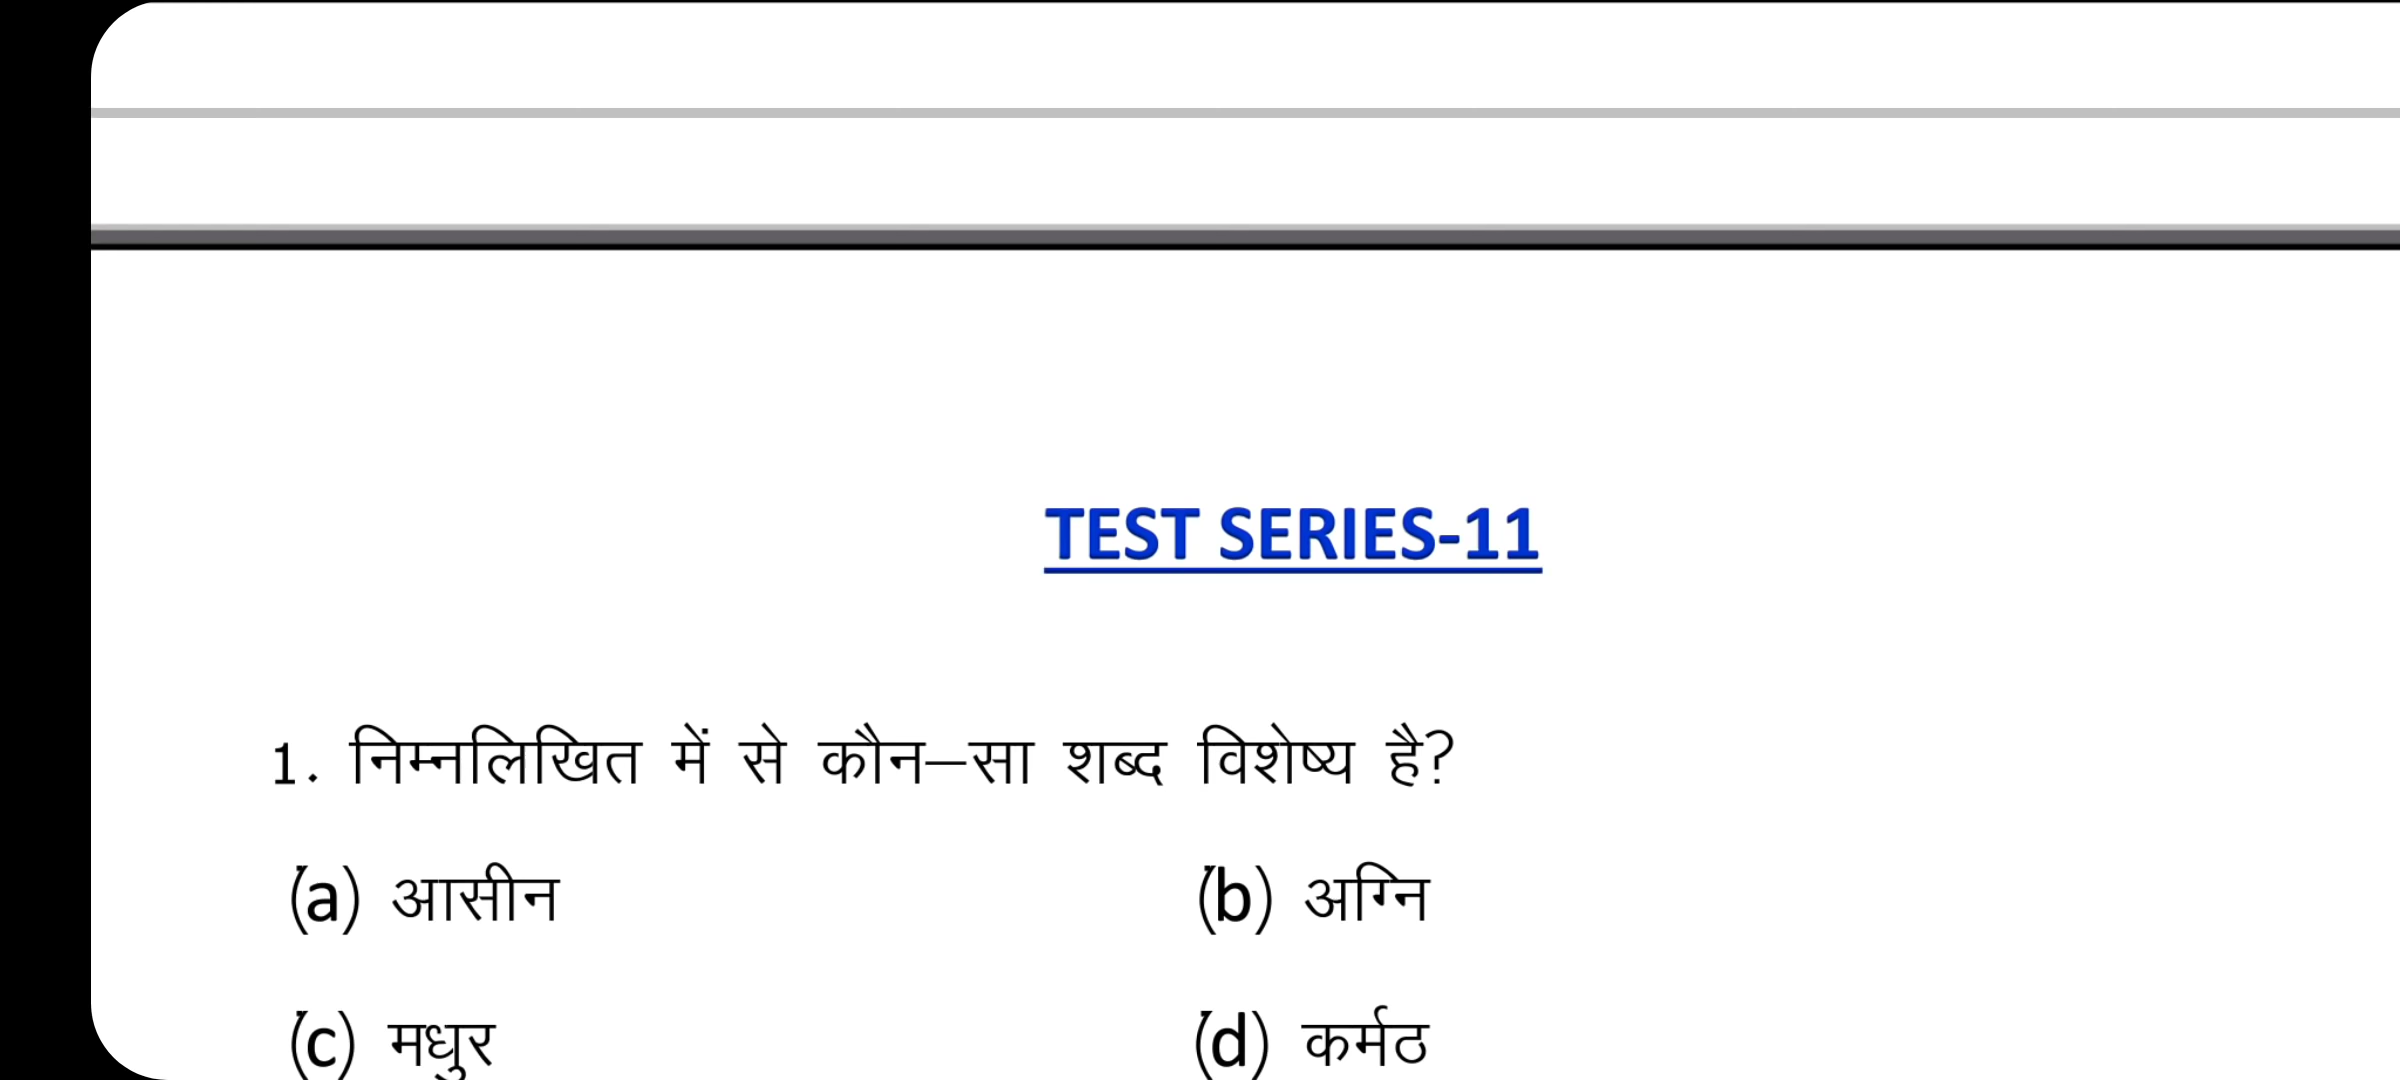 TEST SERIES-11
1. निम्नलिखित में से कौन–सा शब्द विशेष्य है?
(a) आसीन (b) अग्नि
(c) मधुर (d) कर्मठ